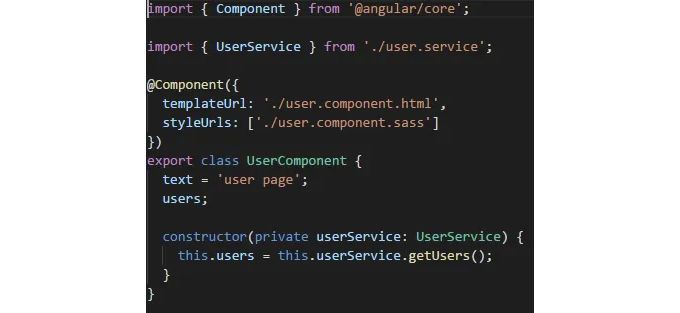 import { Component } from '@angular/core';
import { UserService } from './user.service';
@Component({
  templateUrl: './user.component.html',
  styleUrls: ['./user.component.sass']
})
export class UserComponent {
  text = 'user page';
  users;
  constructor(private userService: UserService) {
    this.users = this.userService.getUsers();
  }
}